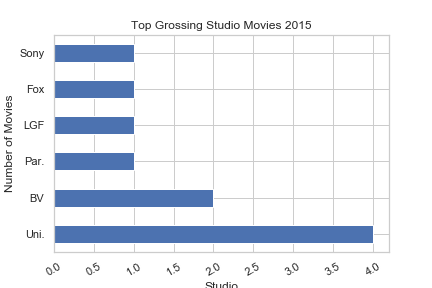 Top Grossing Studio Movies 2015
Number of Movies
Sony
Fox
LGF
Par.
BV
Uni.
0.0 0.5 1.0 1.5 2.0 2.5 3.0 3.5 4.0
Studio